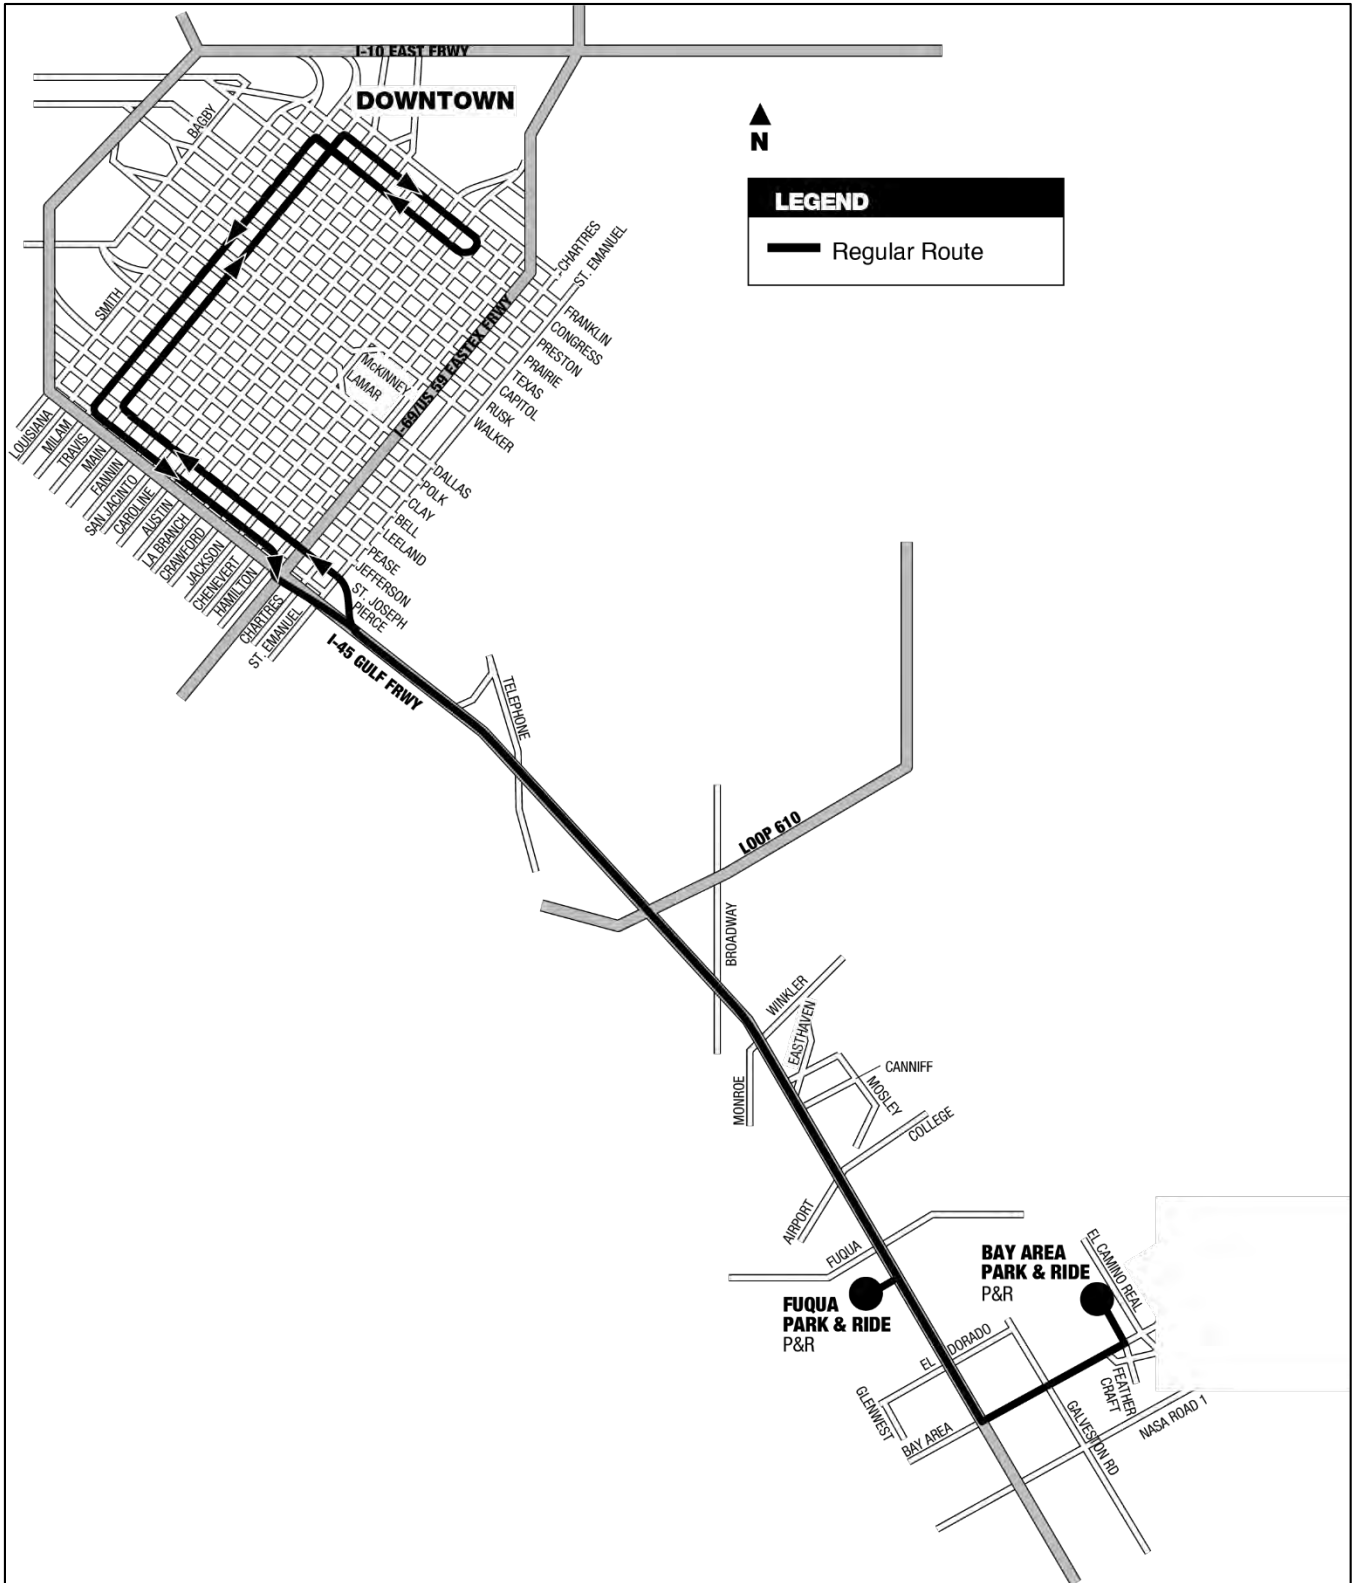 I-10 EAST FRWY
DOWNTOWN
BAGBY
N
LEGEND
Regular Route
CHARTRES
ST. EMANUEL
SMITH
FRANKLIN
CONGRESS
PRESTON
PRAIRIE
TEXAS
CAPITOL
RUSK
WALKER
McKINNEY
LAMAR
I-69/US 59 EASTEX FRWY
DALLAS
POLK
CLAY
BELL
LEELAND
PEASE
JEFFERSON
ST. JOSEPH
PIERCE
LOUISIANA
MILAM
TRAVIS
MAIN
FANNIN
SAN JACINTO
CAROLINE
AUSTIN
LA BRANCH
CRAWFORD
JACKSON
CHENEVERT
HAMILTON
CHARTRES
ST. EMANUEL
I-45 GULF FRWY
TELEPHONE
LOOP 610
BROADWAY
WINKLER
EASTHAVEN
MONROE
CANNIFF
MOSLEY
COLLEGE
AIRPORT
FUQUA
BAY AREA
PARK & RIDE
P&R
EL CAMINO REAL
FUQUA
PARK & RIDE
P&R
EL DORADO
GLENWEST
BAY AREA
FEATHER
CRAFT
GALVESTON RD
NASA ROAD 1